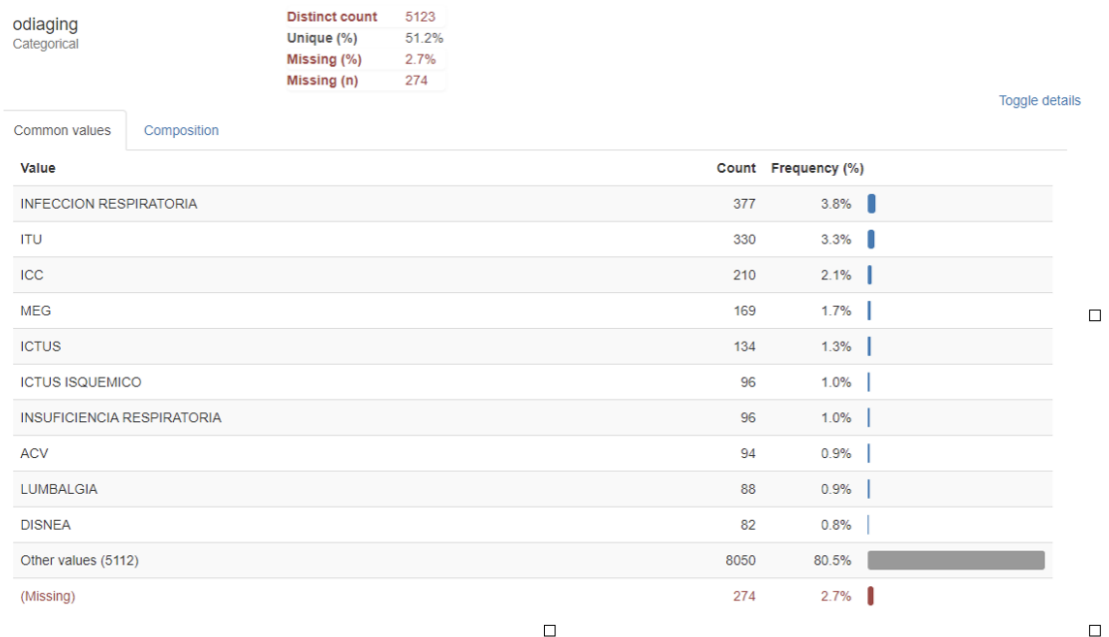 odiaging
Categorical
Distinct count 5123
Unique (%) 51.2%
Missing (%) 2.7%
Missing (n) 274
Toggle details
Common values Composition
Value Count Frequency (%)
INFECCION RESPIRATORIA 377 3.8%
ITU 330 3.3%
ICC 210 2.1%
MEG 169 1.7%
ICTUS 134 1.3%
ICTUS ISQUEMICO 96 1.0%
INSUFICIENCIA RESPIRATORIA 96 1.0%
ACV 94 0.9%
LUMBALGIA 88 0.9%
DISNEA 82 0.8%
Other values (5112) 8050 80.5%
(Missing) 274 2.7%